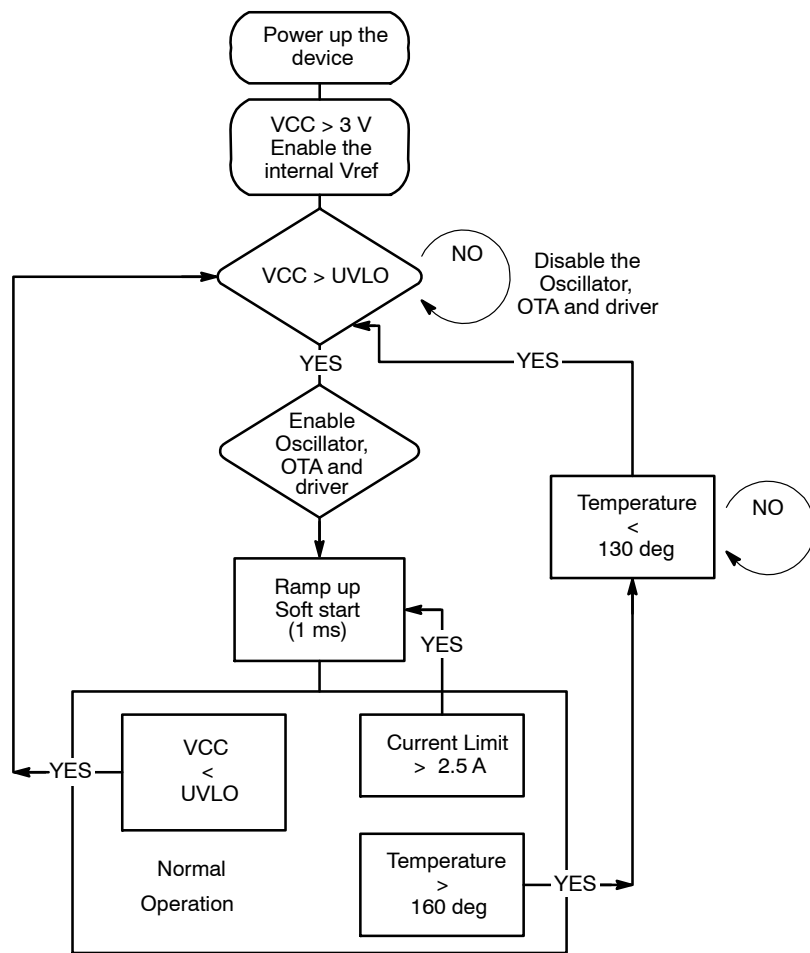 Power up the
device
VCC > 3 V
Enable the
internal Vref
VCC > UVLO
NO
Disable the
Oscillator,
OTA and driver
YES
YES
Enable
Oscillator,
OTA and
driver
Temperature
<
130 deg
NO
Ramp up
Soft start
(1 ms)
YES
VCC
<
UVLO
YES
Current Limit
> 2.5 A
Normal
Operation
Temperature
>
160 deg
YES